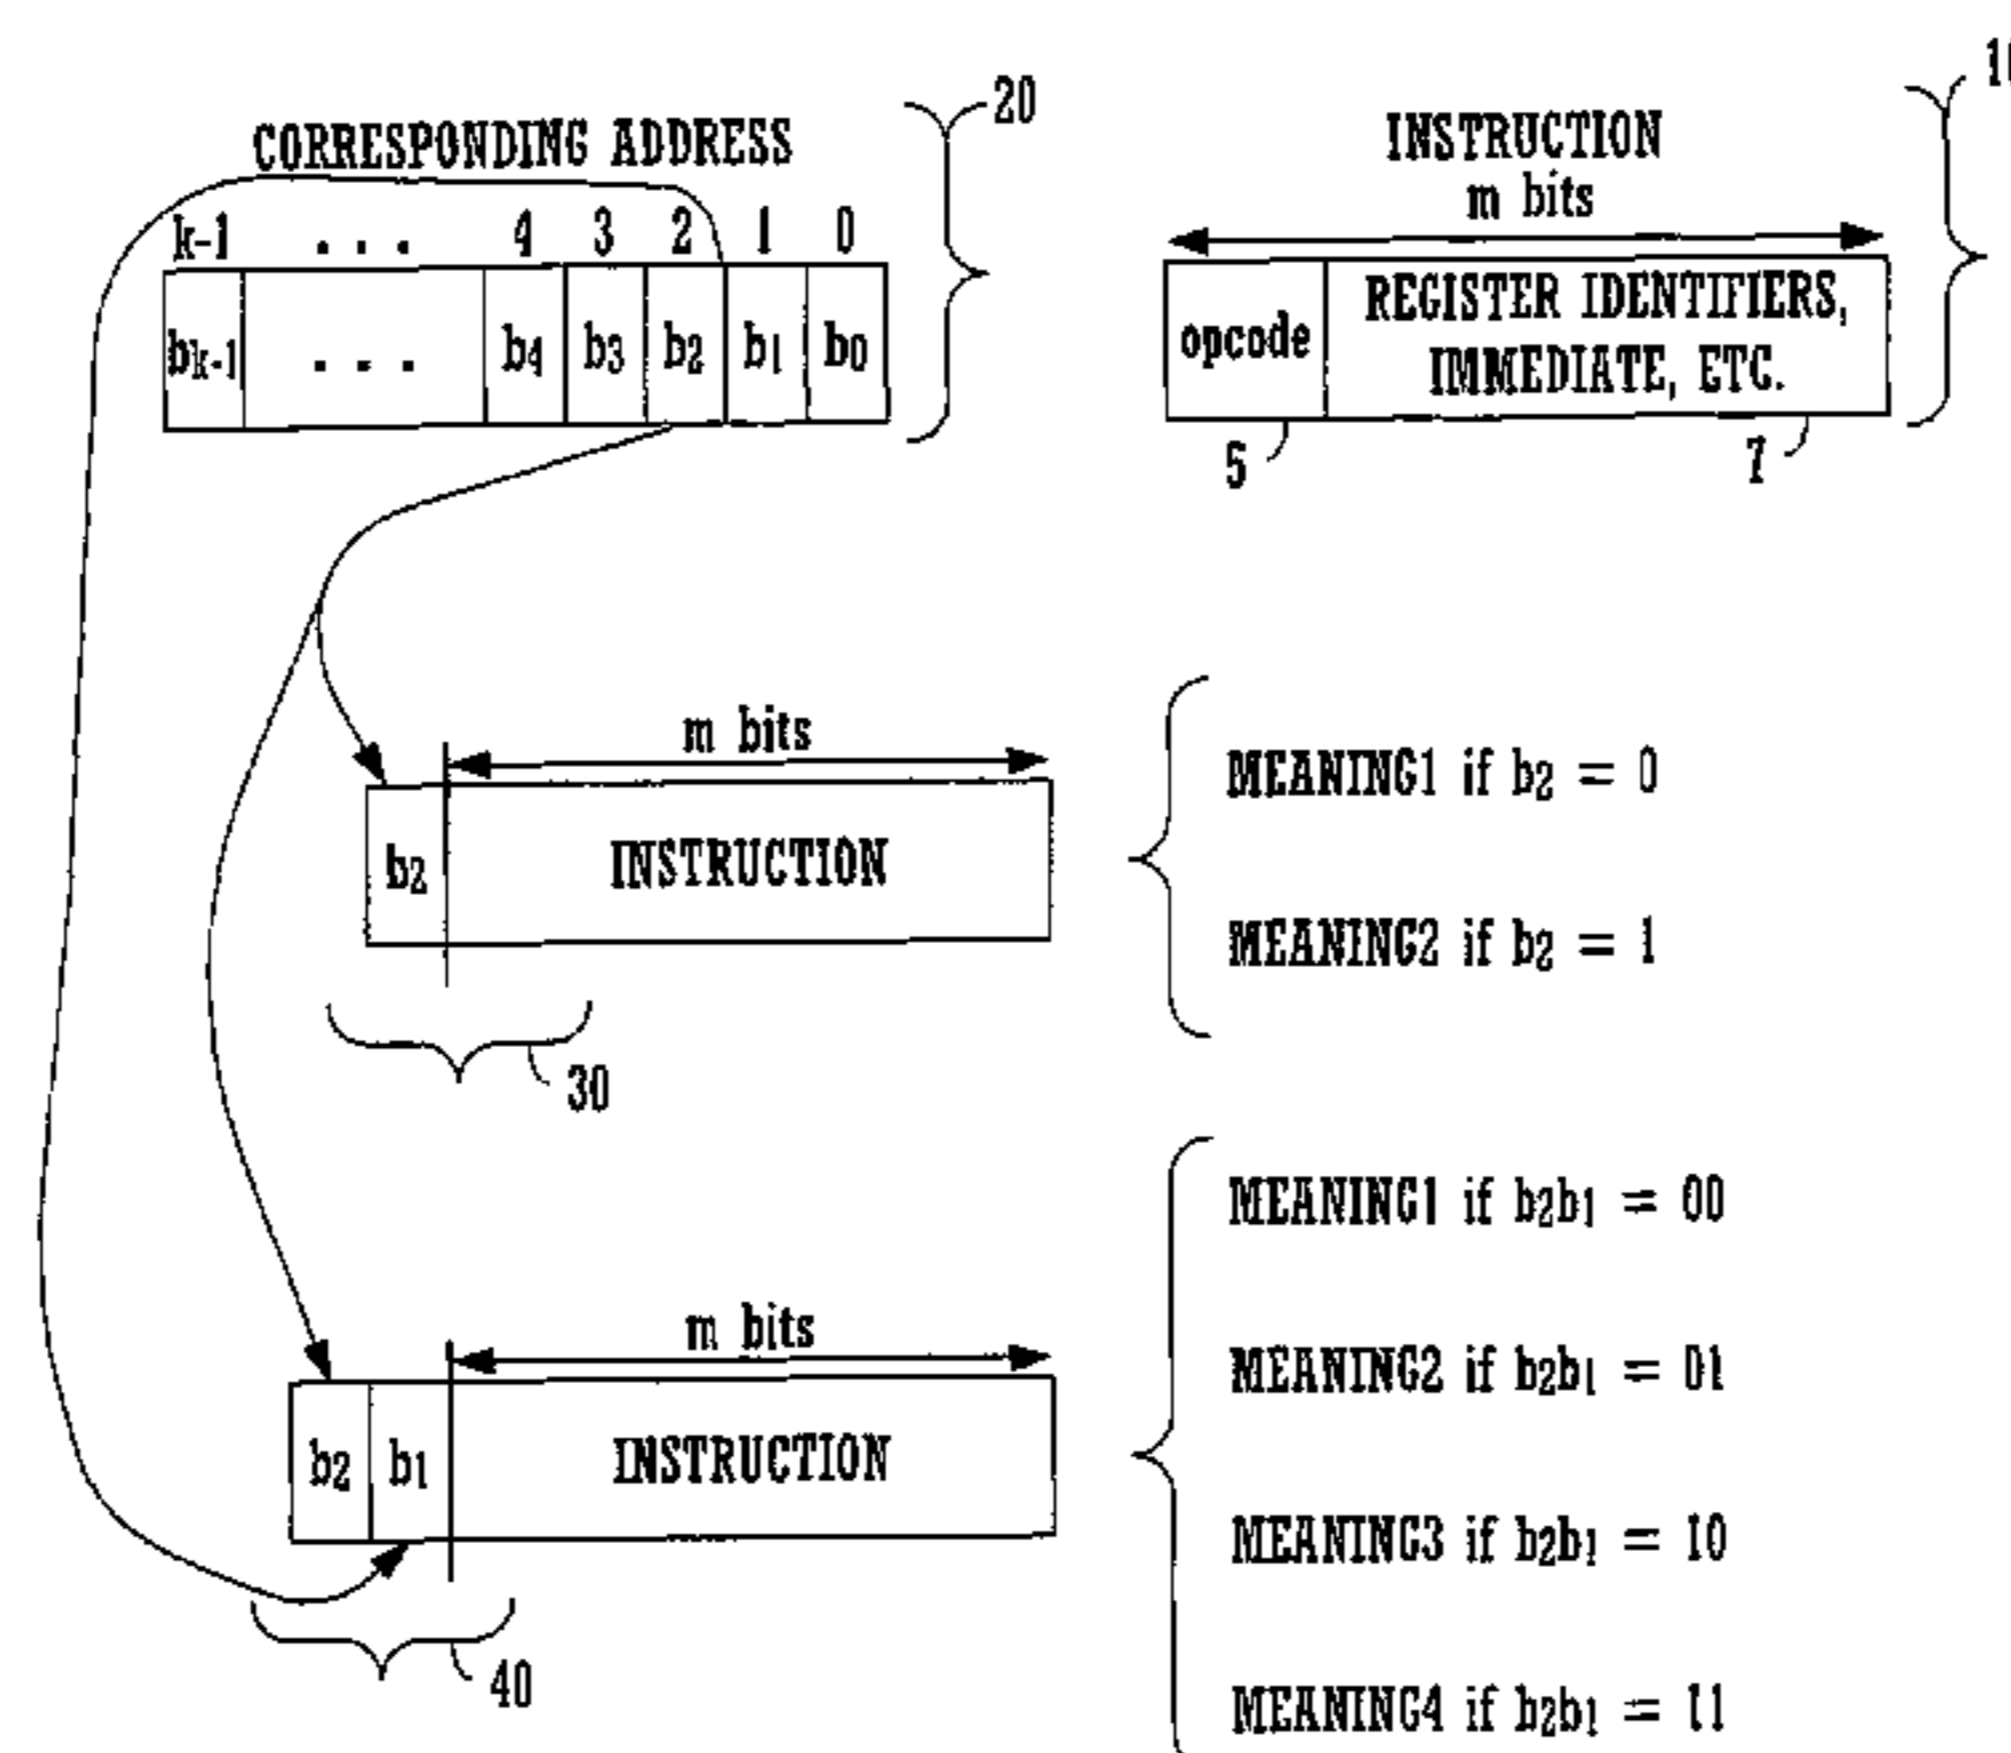 20
CORRESPONDING ADDRESS
k-1 ... 4 3 2 1 0
bk-1 ... b4 b3 b2 b1 b0
INSTRUCTION
m bits
opcode
REGISTER IDENTIFIERS,
IMMEDIATE, ETC.
5 7
m bits
b2 INSTRUCTION
30
MEANING1 if b2 = 0
MEANING2 if b2 = 1
m bits
b2 b1 INSTRUCTION
40
MEANING1 if b2b1 = 00
MEANING2 if b2b1 = 01
MEANING3 if b2b1 = 10
MEANING4 if b2b1 = 11